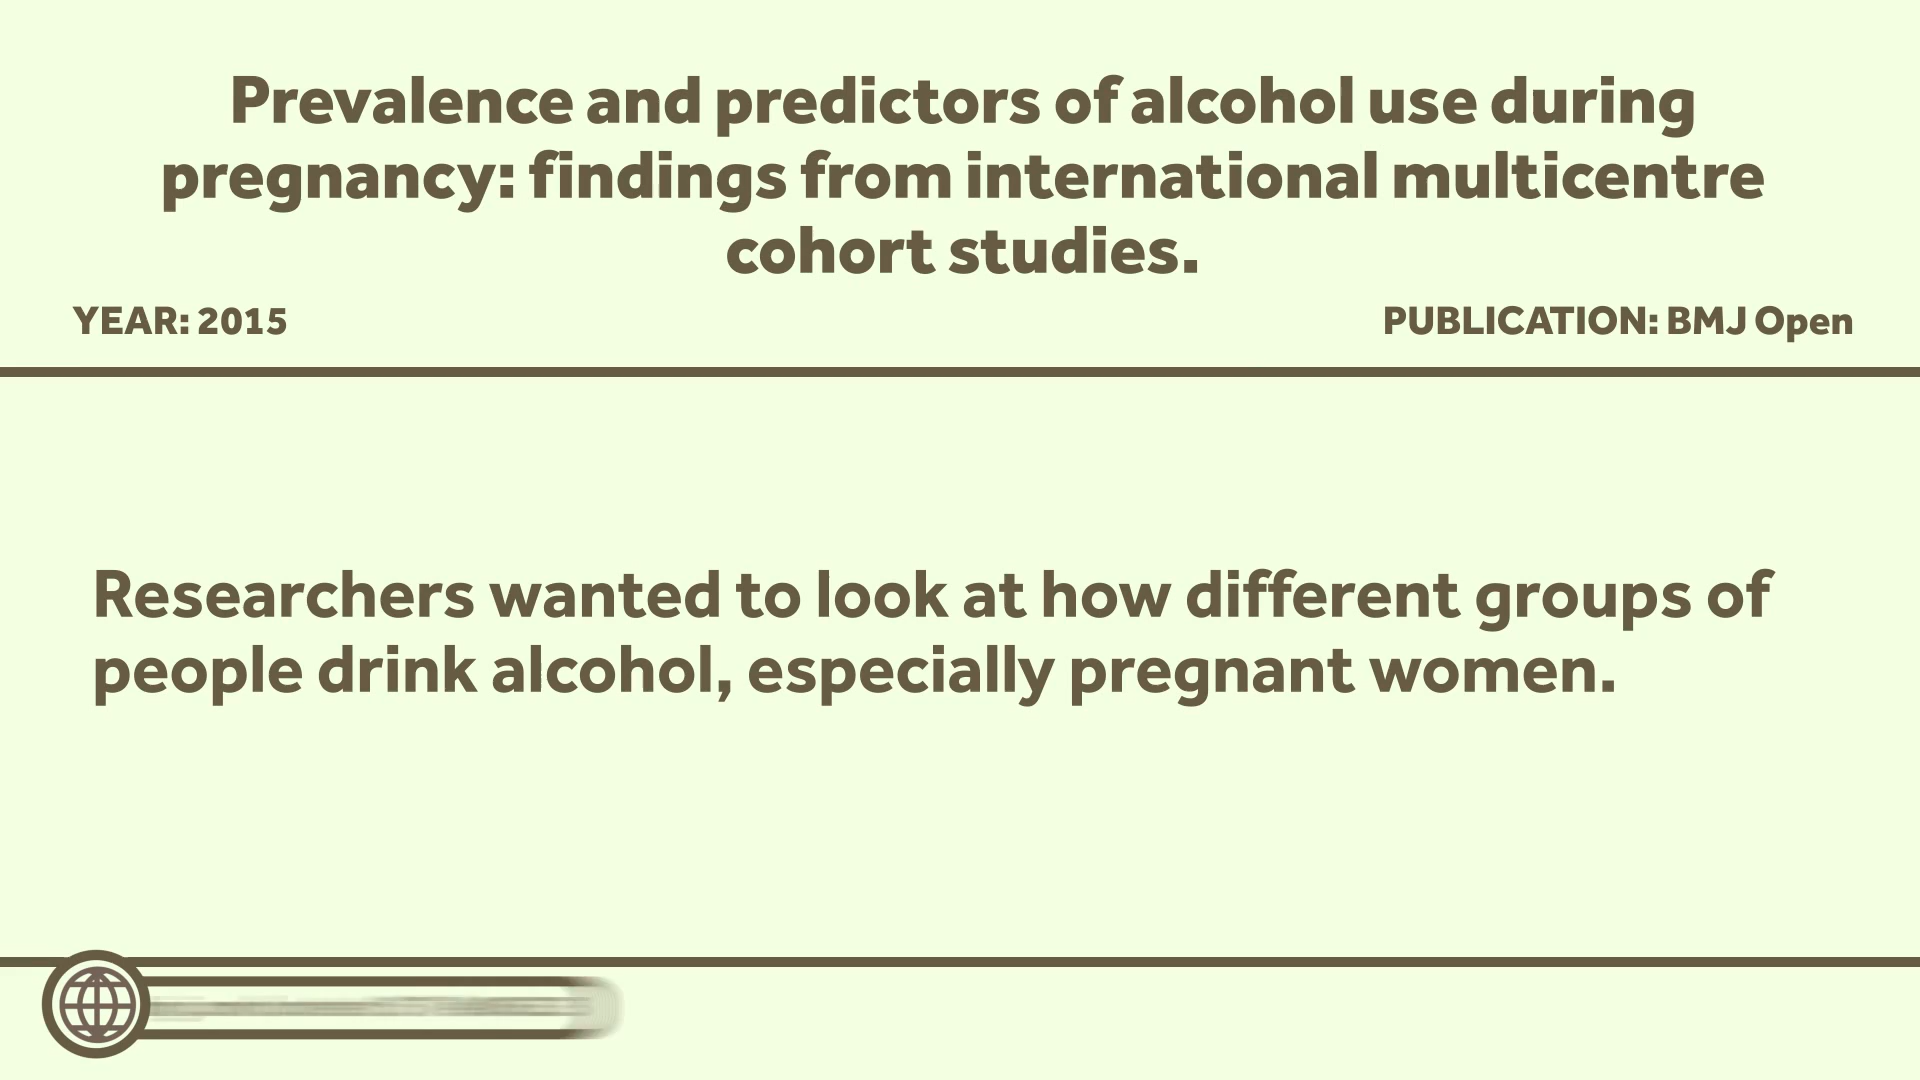 Prevalence and predictors of alcohol use during
pregnancy: findings from international multicentre
cohort studies.
YEAR: 2015
PUBLICATION: BMJ Open
Researchers wanted to look at how different groups of
people drink alcohol, especially pregnant women.